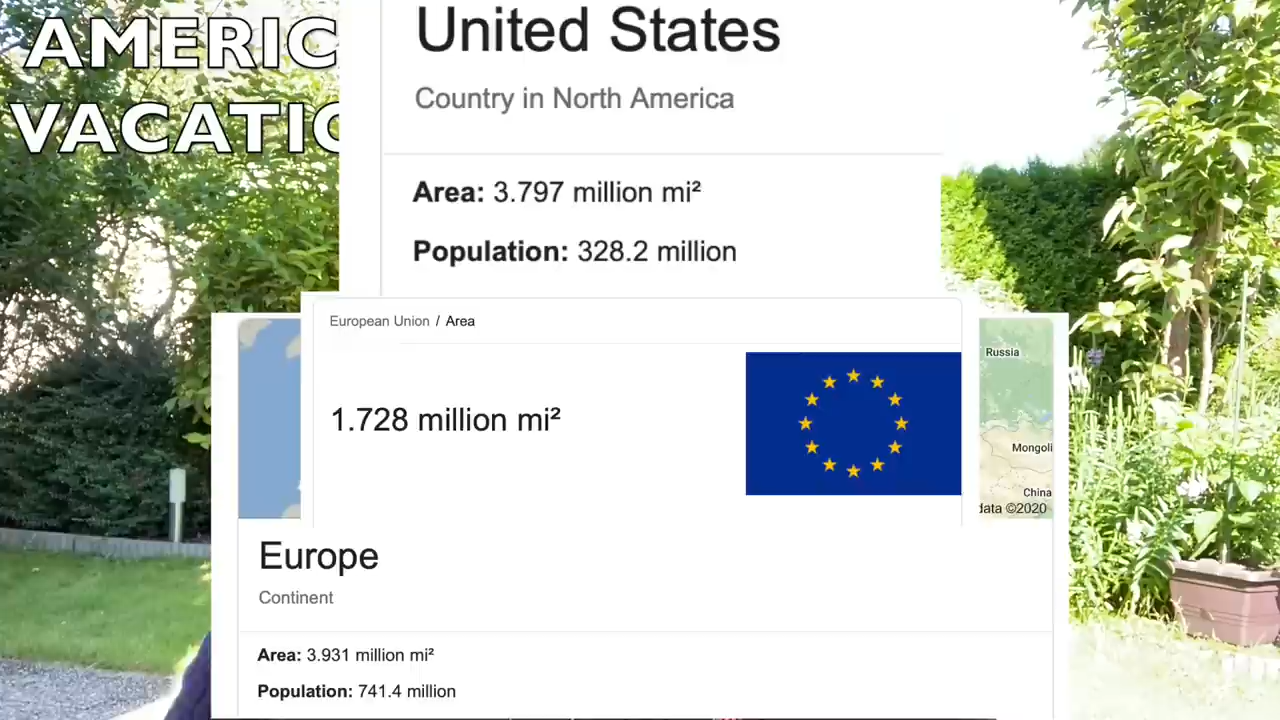 AMERIC
VACATIO
United States
Country in North America
Area: 3.797 million mi²
Population: 328.2 million
European Union / Area
1.728 million mi²
Russia
Mongoli
China
data ©2020
Europe
Continent
Area: 3.931 million mi²
Population: 741.4 million